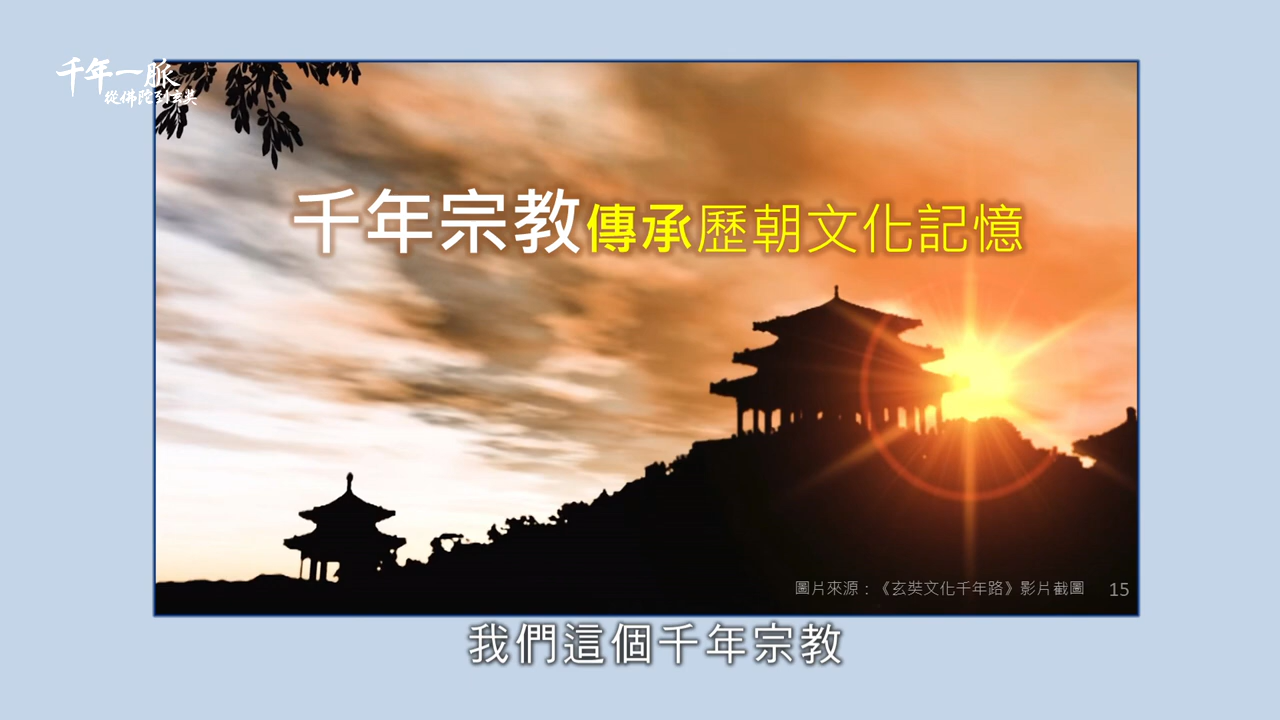 千年一脈
從佛陀到玄奘
千年宗教傳承歷朝文化記憶
圖片來源：《玄奘文化千年路》影片截圖 15
我們這個千年宗教